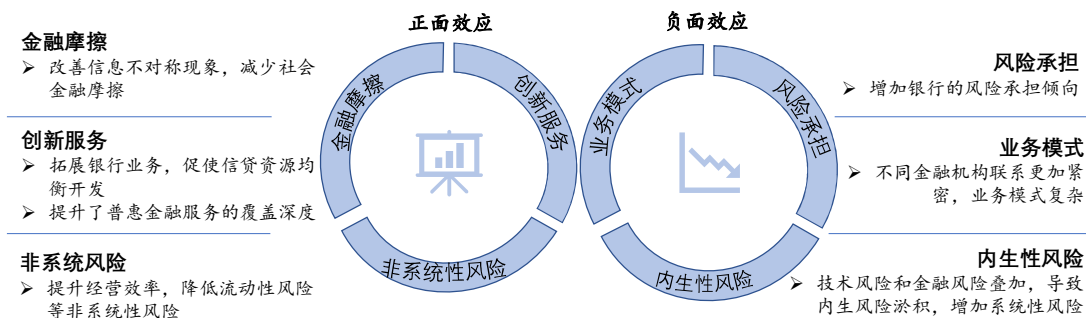 正面效应
负面效应
金融摩擦
➢ 改善信息不对称现象，减少社会
金融摩擦
创新服务
➢ 拓展银行业务，促使信贷资源均
衡开发
➢ 提升了普惠金融服务的覆盖深度
非系统风险
➢ 提升经营效率，降低流动性风险
等非系统性风险
金融摩擦
创新服务
非系统性风险
业务模式
风险承担
内生性风险
风险承担
➢ 增加银行的风险承担倾向
业务模式
➢ 不同金融机构联系更加紧
密，业务模式复杂
内生性风险
➢ 技术风险和金融风险叠加，导致
内生风险淤积，增加系统性风险